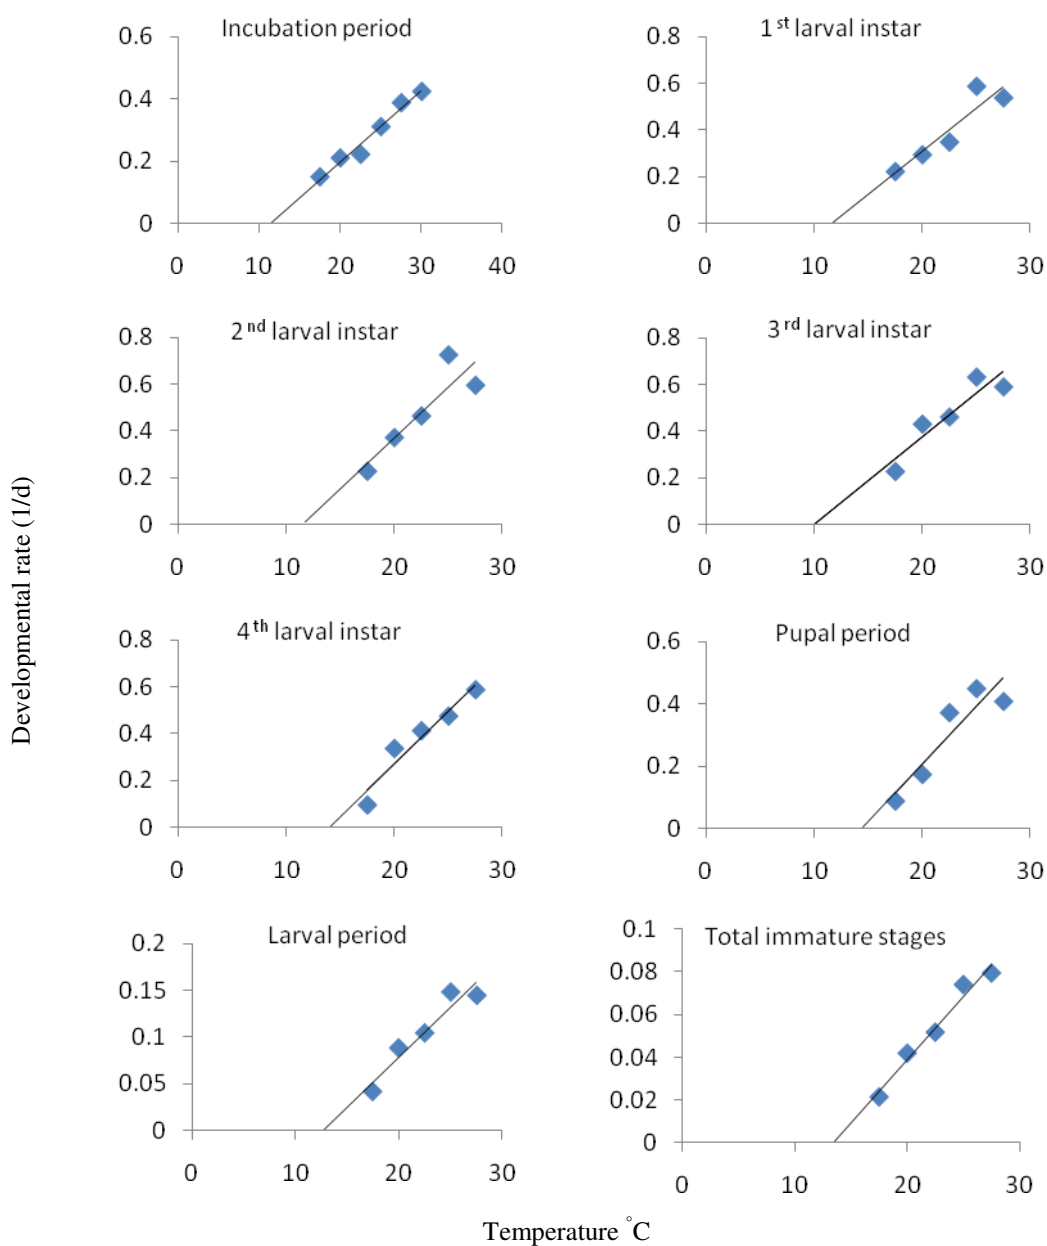 Incubation period
0.6
0.4
0.2
0
0 10 20 30 40
1st larval instar
0.8
0.6
0.4
0.2
0
0 10 20 30
2nd larval instar
0.8
0.6
0.4
0.2
0
0 10 20 30
3rd larval instar
0.8
0.6
0.4
0.2
0
0 10 20 30
Developmental rate (1/d)
4th larval instar
0.8
0.6
0.4
0.2
0
0 10 20 30
Pupal period
0.6
0.4
0.2
0
0 10 20 30
Larval period
0.2
0.15
0.1
0.05
0
0 10 20 30
Total immature stages
0.1
0.08
0.06
0.04
0.02
0
0 10 20 30
Temperature °C